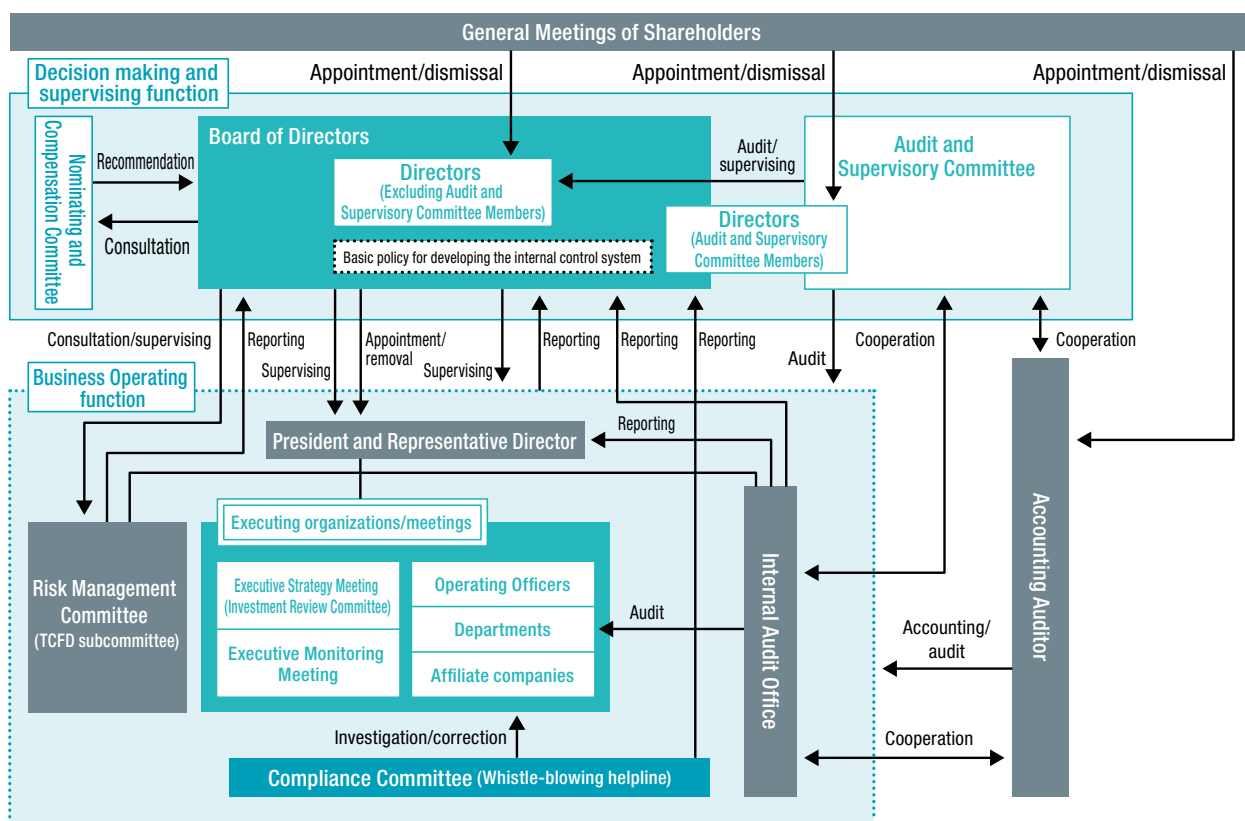 General Meetings of Shareholders
Decision making and
supervising function
Appointment/dismissal
Appointment/dismissal
Appointment/dismissal
Nominating and
Compensation Committee
Recommendation
Consultation
Board of Directors
Directors
(Excluding Audit and
Supervisory Committee Members)
Audit/
supervising
Audit and
Supervisory Committee
Directors
(Audit and Supervisory
Committee Members)
Basic policy for developing the internal control system
Consultation/supervising
Reporting
Supervising
Appointment/
removal
Supervising
Reporting
Reporting
Reporting
Audit
Cooperation
Cooperation
Business Operating
function
President and Representative Director
Reporting
Executing organizations/meetings
Risk Management
Committee
(TCFD subcommittee)
Executive Strategy Meeting
(Investment Review Committee)
Executive Monitoring
Meeting
Operating Officers
Departments
Affiliate companies
Audit
Internal Audit Office
Accounting/
audit
Accounting Auditor
Investigation/correction
Cooperation
Compliance Committee (Whistle-blowing helpline)